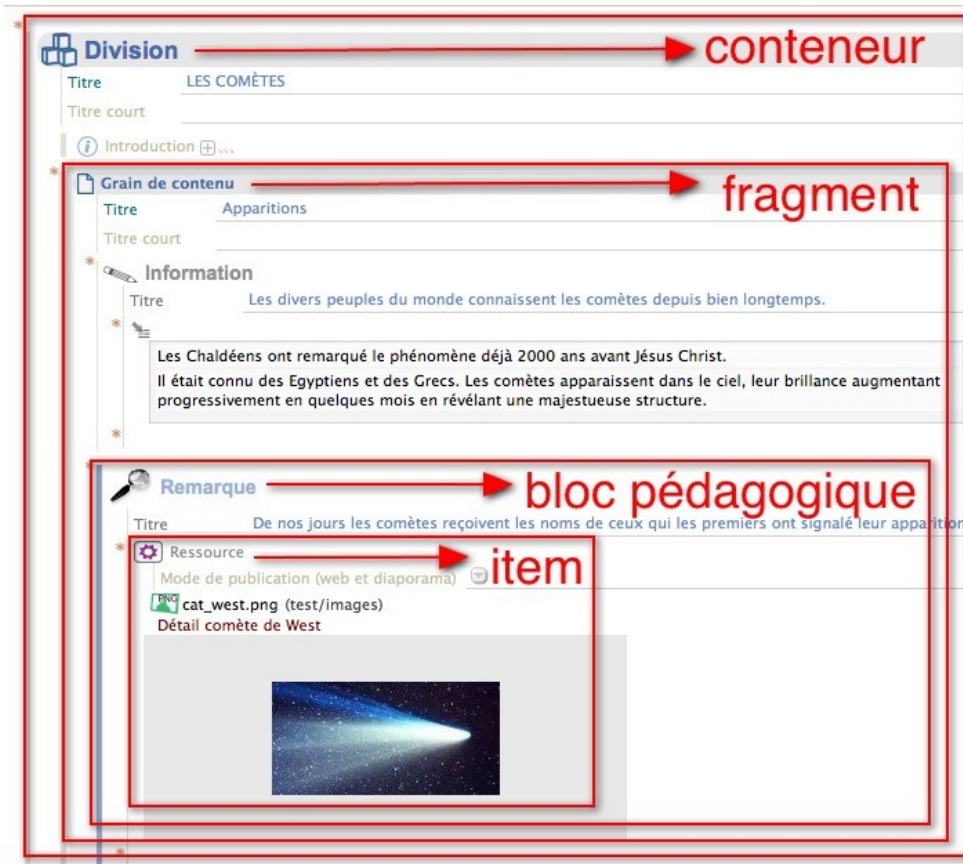 Division conteneur
Titre LES COMÈTES
Titre court
Introduction ...
Grain de contenu fragment
Titre Apparitions
Titre court
Information
Titre Les divers peuples du monde connaissent les comètes depuis bien longtemps.
Les Chaldéens ont remarqué le phénomène déjà 2000 ans avant Jésus Christ.
Il était connu des Egyptiens et des Grecs. Les comètes apparaissent dans le ciel, leur brillance augmentant
progressivement en quelques mois en révélant une majestueuse structure.
Remarque bloc pédagogique
Titre De nos jours les comètes reçoivent les noms de ceux qui les premiers ont signalé leur apparition
Ressource item
Mode de publication (web et diaporama)
PNG cat_west.png (test/images)
Détail comète de West